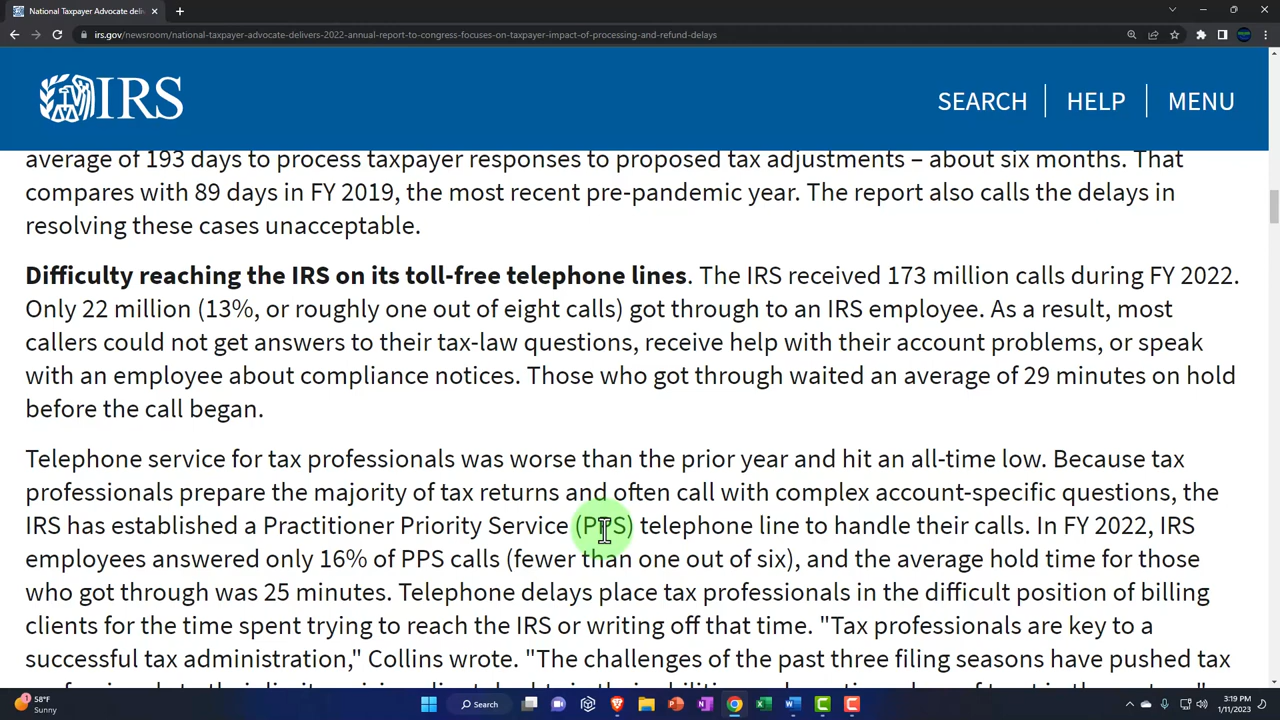 National Taxpayer Advocate deliv
irs.gov/newsroom/national-taxpayer-advocate-delivers-2022-annual-report-to-congress-focuses-on-taxpayer-impact-of-processing-and-refund-delays
IRS
SEARCH
HELP
MENU
average of 193 days to process taxpayer responses to proposed tax adjustments – about six months. That
compares with 89 days in FY 2019, the most recent pre-pandemic year. The report also calls the delays in
resolving these cases unacceptable.
Difficulty reaching the IRS on its toll-free telephone lines. The IRS received 173 million calls during FY 2022.
Only 22 million (13%, or roughly one out of eight calls) got through to an IRS employee. As a result, most
callers could not get answers to their tax-law questions, receive help with their account problems, or speak
with an employee about compliance notices. Those who got through waited an average of 29 minutes on hold
before the call began.
Telephone service for tax professionals was worse than the prior year and hit an all-time low. Because tax
professionals prepare the majority of tax returns and often call with complex account-specific questions, the
IRS has established a Practitioner Priority Service (PPS) telephone line to handle their calls. In FY 2022, IRS
employees answered only 16% of PPS calls (fewer than one out of six), and the average hold time for those
who got through was 25 minutes. Telephone delays place tax professionals in the difficult position of billing
clients for the time spent trying to reach the IRS or writing off that time. "Tax professionals are key to a
successful tax administration," Collins wrote. "The challenges of the past three filing seasons have pushed tax
58°F
Sunny
Search
3:19 PM
1/11/2023